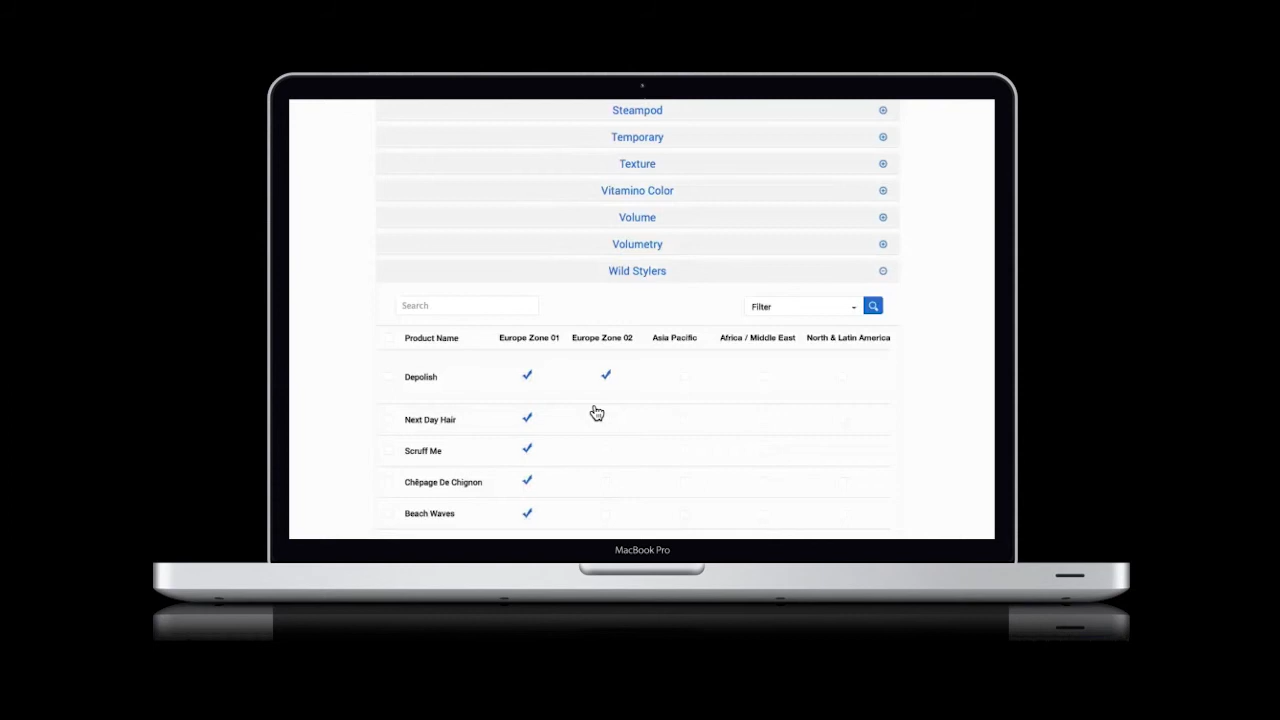 Steampod
Temporary
Texture
Vitamino Color
Volume
Volumetry
Wild Stylers
Search
Filter
Product Name Europe Zone 01 Europe Zone 02 Asia Pacific Africa / Middle East North & Latin America
Depolish
Next Day Hair
Scruff Me
Chêpage De Chignon
Beach Waves
MacBook Pro